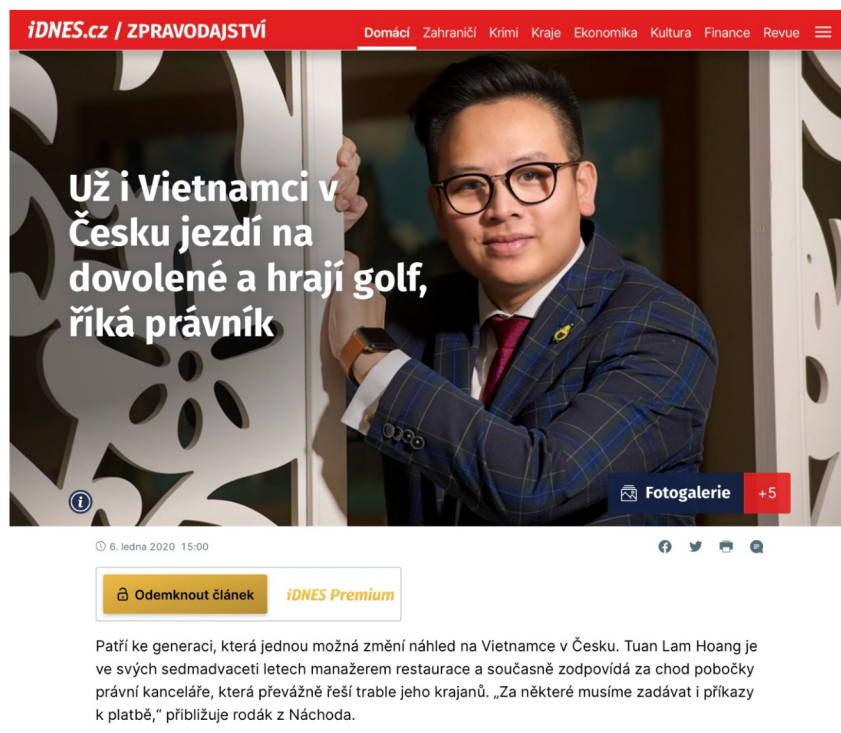 iDNES.cz / ZPRAVODAJSTVÍ
Domácí Zahraničí Krimi Kraje Ekonomika Kultura Finance Revue
Už i Vietnamci v
Česku jezdí na
dovolené a hrají golf,
říká právník
i
Fotogalerie +5
6. ledna 2020 15:00
Odemknout článek iDNES Premium
Patří ke generaci, která jednou možná změní náhled na Vietnamce v Česku. Tuan Lam Hoang je
ve svých sedmadvaceti letech manažerem restaurace a současně zodpovídá za chod pobočky
právní kanceláře, která převážně řeší trable jeho krajanů. „Za některé musíme zadávat i příkazy
k platbě,“ přibližuje rodák z Náchoda.